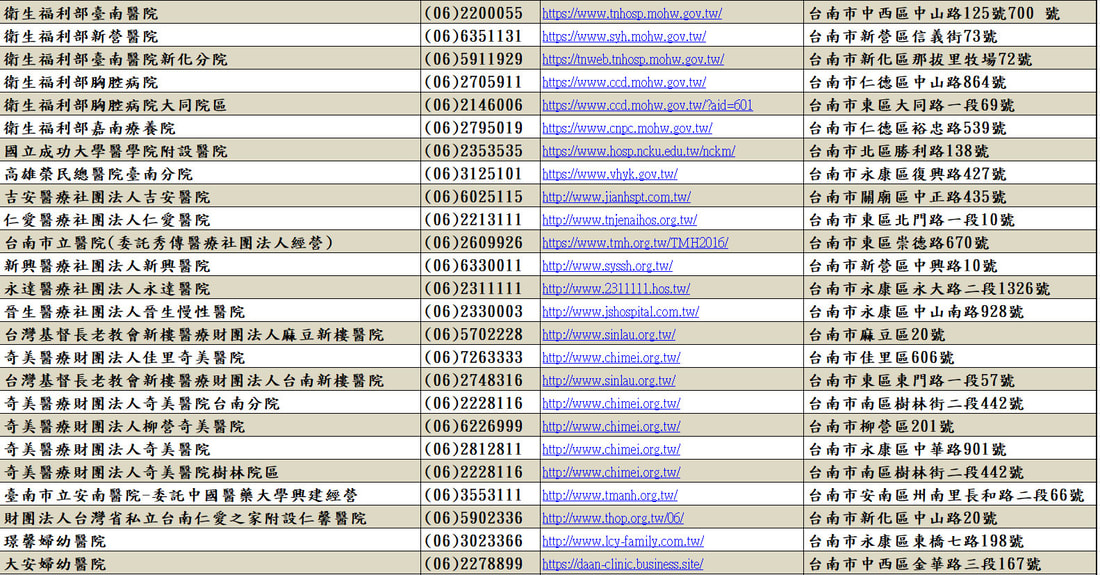 衛生福利部臺南醫院 (06)2200055 https://www.tnhosp.mohw.gov.tw/ 台南市中西區中山路125號700 號
衛生福利部新營醫院 (06)6351131 https://www.syh.mohw.gov.tw/ 台南市新營區信義街73號
衛生福利部臺南醫院新化分院 (06)5911929 https://tnweb.tnhosp.mohw.gov.tw/ 台南市新化區那拔里牧場72號
衛生福利部胸腔病院 (06)2705911 https://www.ccd.mohw.gov.tw/ 台南市仁德區中山路864號
衛生福利部胸腔病院大同院區 (06)2146006 https://www.ccd.mohw.gov.tw/?aid=601 台南市東區大同路一段69號
衛生福利部嘉南療養院 (06)2795019 https://www.cnpc.mohw.gov.tw/ 台南市仁德區裕忠路539號
國立成功大學醫學院附設醫院 (06)2353535 https://www.hosp.ncku.edu.tw/nckm/ 台南市北區勝利路138號
高雄榮民總醫院臺南分院 (06)3125101 https://www.vhyk.gov.tw/ 台南市永康區復興路427號
吉安醫療社團法人吉安醫院 (06)6025115 http://www.jianhspt.com.tw/ 台南市關廟區中正路435號
仁愛醫療社團法人仁愛醫院 (06)2213111 http://www.tnjenaihos.org.tw/ 台南市東區北門路一段10號
台南市立醫院(委託秀傳醫療社團法人經營) (06)2609926 https://www.tmh.org.tw/TMH2016/ 台南市東區崇德路670號
新興醫療社團法人新興醫院 (06)6330011 http://www.syssh.org.tw/ 台南市新營區中興路10號
永達醫療社團法人永達醫院 (06)2311111 http://www.2311111.hos.tw/ 台南市永康區永大路二段1326號
晉生醫療社團法人晉生慢性醫院 (06)2330003 http://www.jshospital.com.tw/ 台南市永康區中山南路928號
台灣基督長老教會新樓醫療財團法人麻豆新樓醫院 (06)5702228 http://www.sinlau.org.tw/ 台南市麻豆區20號
奇美醫療財團法人佳里奇美醫院 (06)7263333 http://www.chimei.org.tw/ 台南市佳里區606號
台灣基督長老教會新樓醫療財團法人台南新樓醫院 (06)2748316 http://www.sinlau.org.tw/ 台南市東區東門路一段57號
奇美醫療財團法人奇美醫院台南分院 (06)2228116 http://www.chimei.org.tw/ 台南市南區樹林街二段442號
奇美醫療財團法人柳營奇美醫院 (06)6226999 http://www.chimei.org.tw/ 台南市柳營區201號
奇美醫療財團法人奇美醫院 (06)2812811 http://www.chimei.org.tw/ 台南市永康區中華路901號
奇美醫療財團法人奇美醫院樹林院區 (06)2228116 http://www.chimei.org.tw/ 台南市南區樹林街二段442號
臺南市立安南醫院-委託中國醫藥大學興建經營 (06)3553111 http://www.tmanh.org.tw/ 台南市安南區州南里長和路二段66號
財團法人台灣省私立台南仁愛之家附設仁馨醫院 (06)5902336 http://www.thop.org.tw/06/ 台南市新化區中山路20號
璟馨婦幼醫院 (06)3023366 http://www.lcy-family.com.tw/ 台南市永康區東橋七路198號
大安婦幼醫院 (06)2278899 https://daan-clinic.business.site/ 台南市中西區金華路三段167號